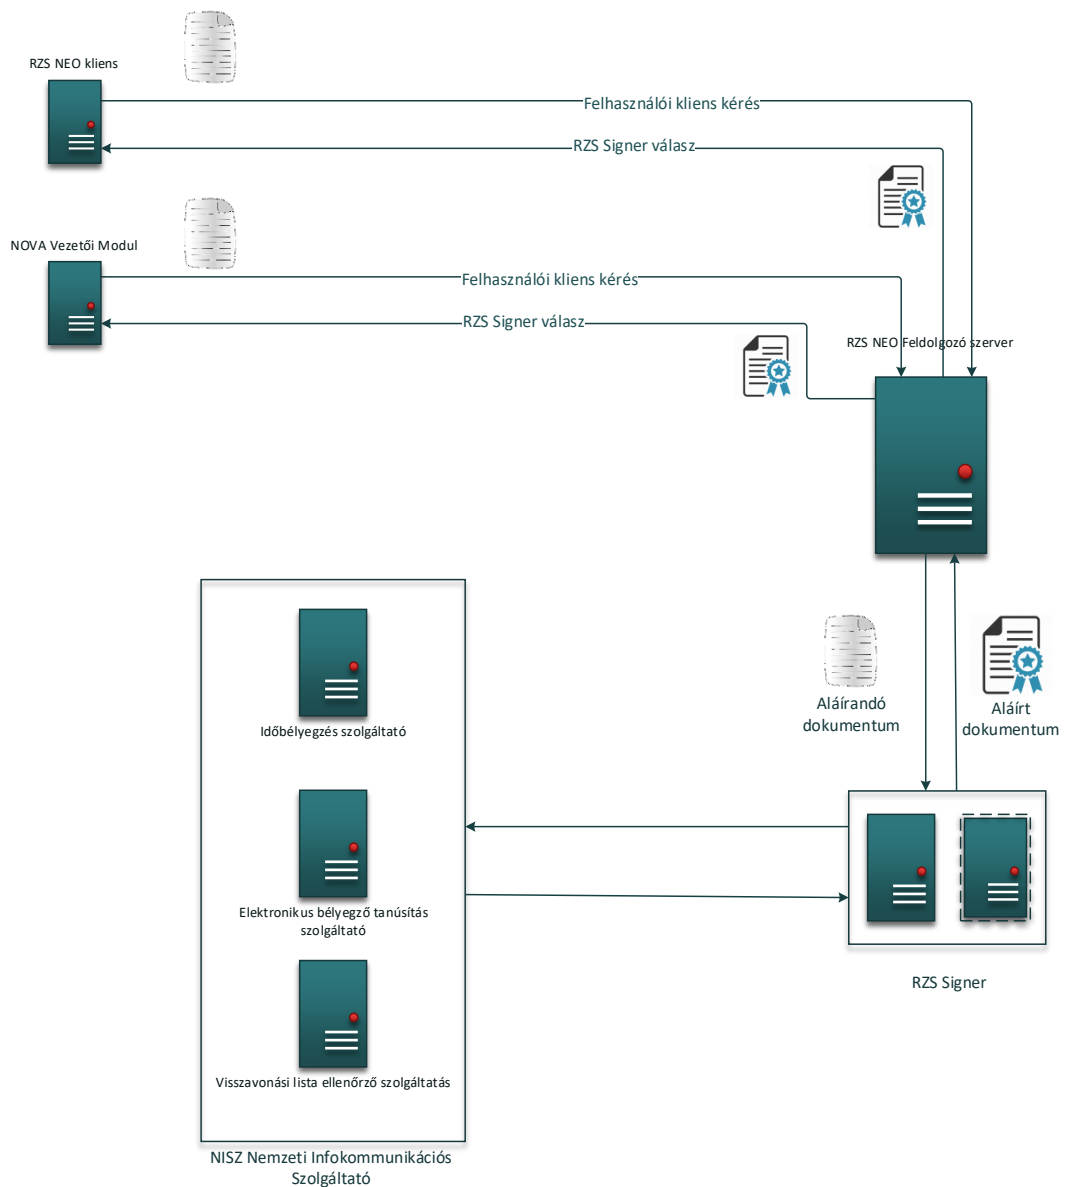 RZS NEO kliens
Felhasználói kliens kérés
RZS Signer válasz
NOVA Vezetői Modul
Felhasználói kliens kérés
RZS Signer válasz
RZS NEO Feldolgozó szerver
Aláírandó
dokumentum
Aláírt
dokumentum
Időbélyegzés szolgáltató
Elektronikus bélyegző tanúsítás
szolgáltató
RZS Signer
Visszavonási lista ellenőrző szolgáltatás
NISZ Nemzeti Infokommunikációs
Szolgáltató